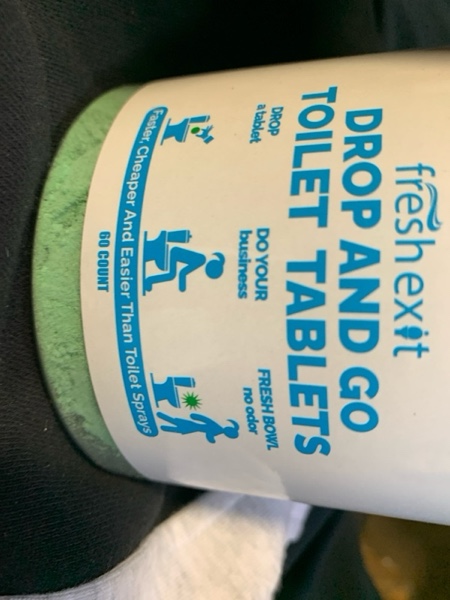 fresh exit
DROP AND GO
TOILET TABLETS
DROP
a tablet
DO YOUR
business
FRESH BOWL
no odor
Faster, Cheaper And Easier Than Toilet Sprays
60 COUNT